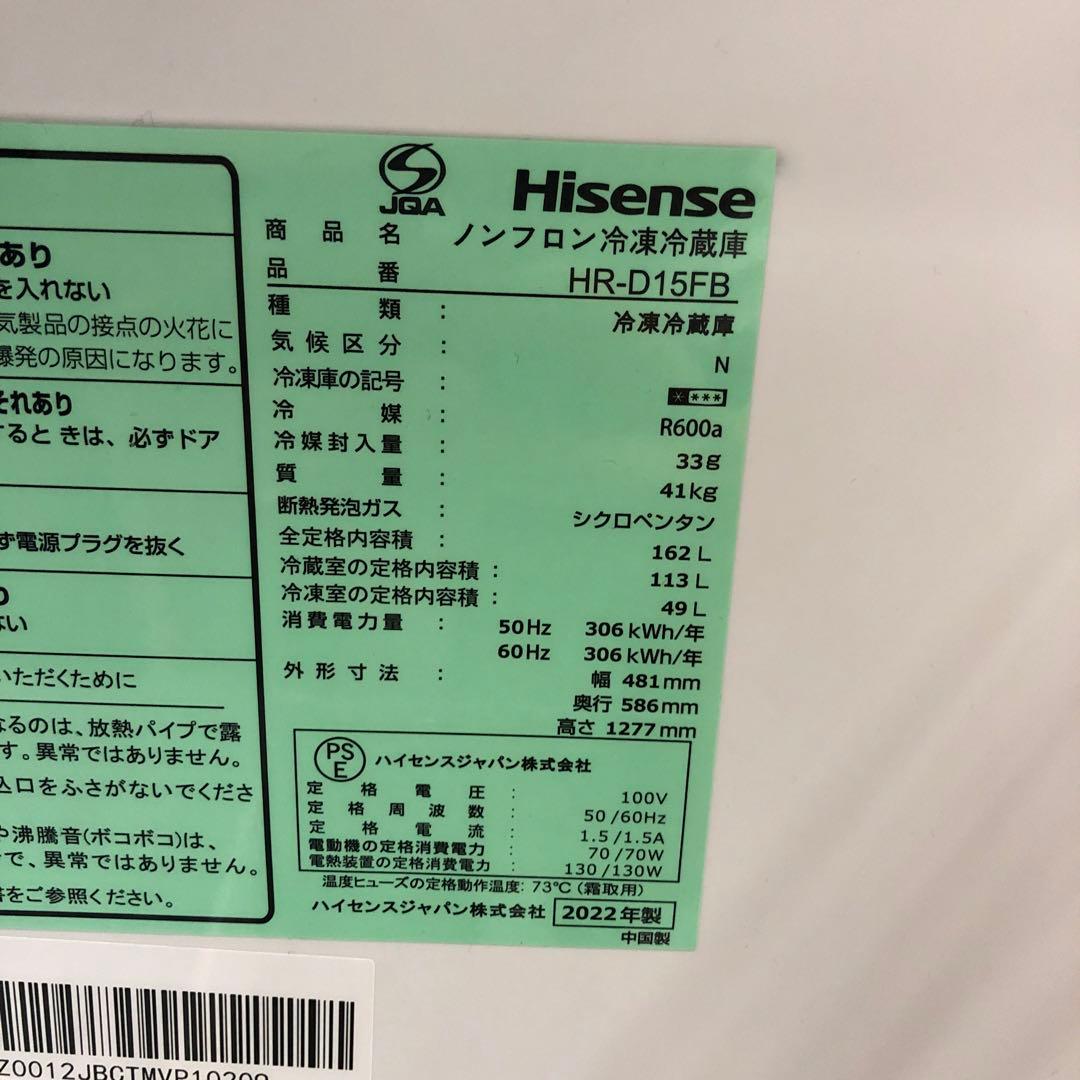 あり
を入れない
気製品の接点の火花に
爆発の原因になります。
それあり
するときは、必ずドア
ず電源プラグを抜く
ない
いただくために
なるのは、放熱パイプで露
す。異常ではありません。
込口をふさがないでくださ
や沸騰音(ボコボコ)は、
で、異常ではありません。
書をご参照ください。
JQA
Hisense
商品名 ノンフロン冷凍冷蔵庫
品番 HR-D15FB
種類 : 冷凍冷蔵庫
気候区分 : N
冷凍庫の記号 : * ***
冷媒 : R600a
冷媒封入量 : 33g
質量 : 41kg
断熱発泡ガス : シクロペンタン
全定格内容積 : 162 L
冷蔵室の定格内容積 : 113 L
冷凍室の定格内容積 : 49 L
消費電力量 : 50Hz 306 kWh/年
60Hz 306 kWh/年
外形寸法 : 幅 481mm
奥行 586mm
高さ 1277mm
PSE ハイセンスジャパン株式会社
定格電圧 : 100V
定格周波数 : 50/60Hz
定格電流 : 1.5/1.5A
電動機の定格消費電力 : 70/70W
電熱装置の定格消費電力 : 130/130W
温度ヒューズの定格動作温度: 73℃(霜取用)
ハイセンスジャパン株式会社 2022年製
中国製
Z0012JBCTMVP10209